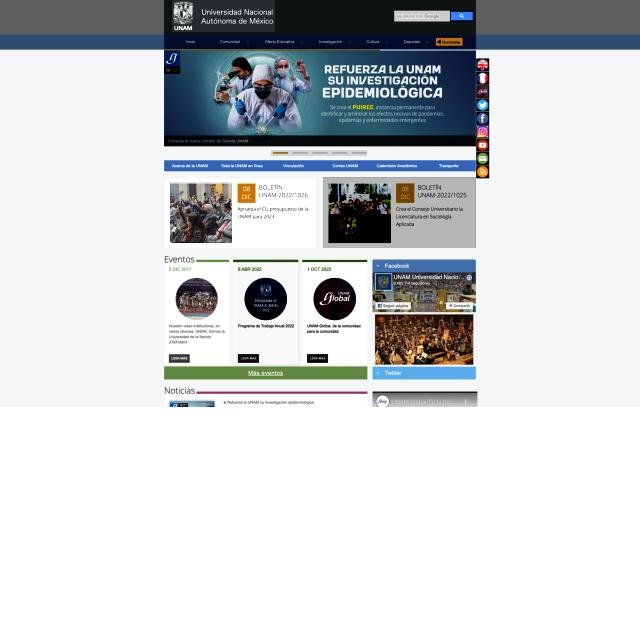 Universidad Nacional
Autónoma de México
UNAM
Google
Inicio
Comunidad
Oferta Educativa
Investigación
Cultura
Deportes
Numeralia
REFUERZA LA UNAM
SU INVESTIGACIÓN
EPIDEMIOLÓGICA
Se crea el PUIREE, instancia permanente para
identificar y aminorar los efectos nocivos de pandemias,
epidemias y enfermedades emergentes
Consulta el nuevo número de Gaceta UNAM
Acerca de la UNAM
Toda la UNAM en línea
Vinculación
Correo UNAM
Calendario Académico
Transporte
08
DIC
BOLETÍN
UNAM-2022/1026
Aprueba el CU presupuesto de la
UNAM para 2023
08
DIC
BOLETÍN
UNAM-2022/1025
Crea el Consejo Universitario la
Licenciatura en Sociología
Aplicada
Eventos
5 DIC 2017
Nuestro video institucional, en
varios idiomas. UNAM, Somos la
Universidad de la Nación.
¡Disfrútalo!
LEER MÁS
8 ABR 2022
PROGRAMA DE
TRABAJO ANUAL
2022
Programa de Trabajo Anual 2022
LEER MÁS
1 OCT 2022
UNAM
Global
UNAM Global, de la comunidad
para la comunidad.
LEER MÁS
Más eventos
Facebook
UNAM Universidad Nacio...
Seguir página
Compartir
Twitter
Noticias
Refuerza la UNAM su investigación epidemiológica